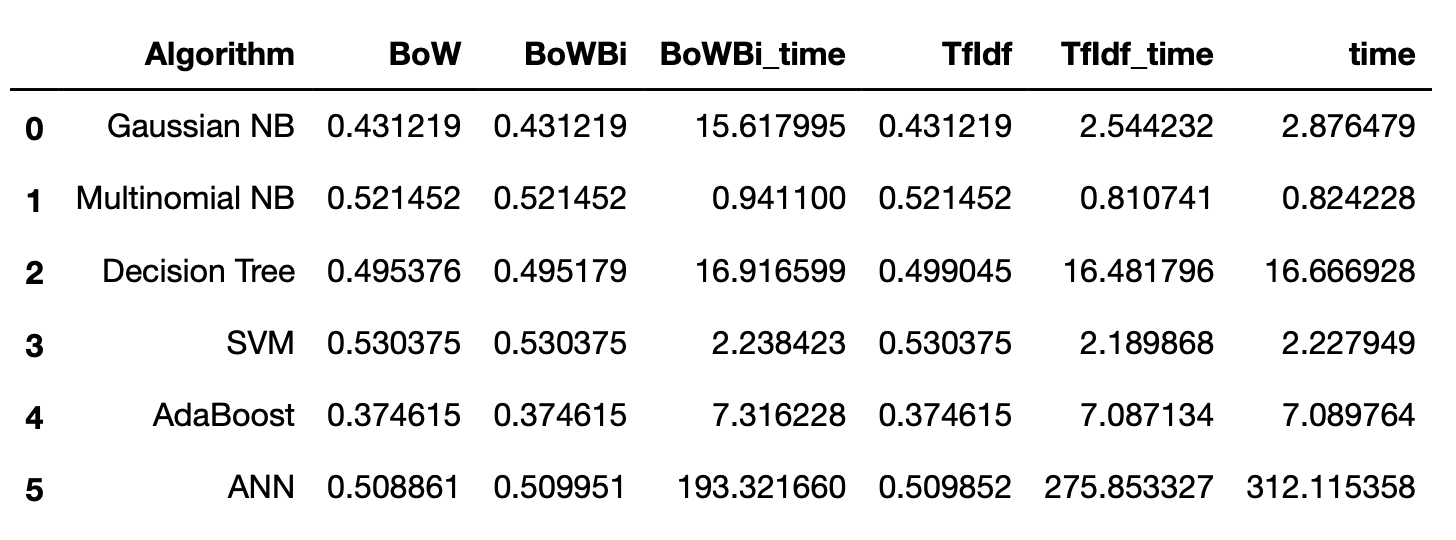 Algorithm BoW BoWBi BoWBi_time TfIdf TfIdf_time time
0 Gaussian NB 0.431219 0.431219 15.617995 0.431219 2.544232 2.876479
1 Multinomial NB 0.521452 0.521452 0.941100 0.521452 0.810741 0.824228
2 Decision Tree 0.495376 0.495179 16.916599 0.499045 16.481796 16.666928
3 SVM 0.530375 0.530375 2.238423 0.530375 2.189868 2.227949
4 AdaBoost 0.374615 0.374615 7.316228 0.374615 7.087134 7.089764
5 ANN 0.508861 0.509951 193.321660 0.509852 275.853327 312.115358